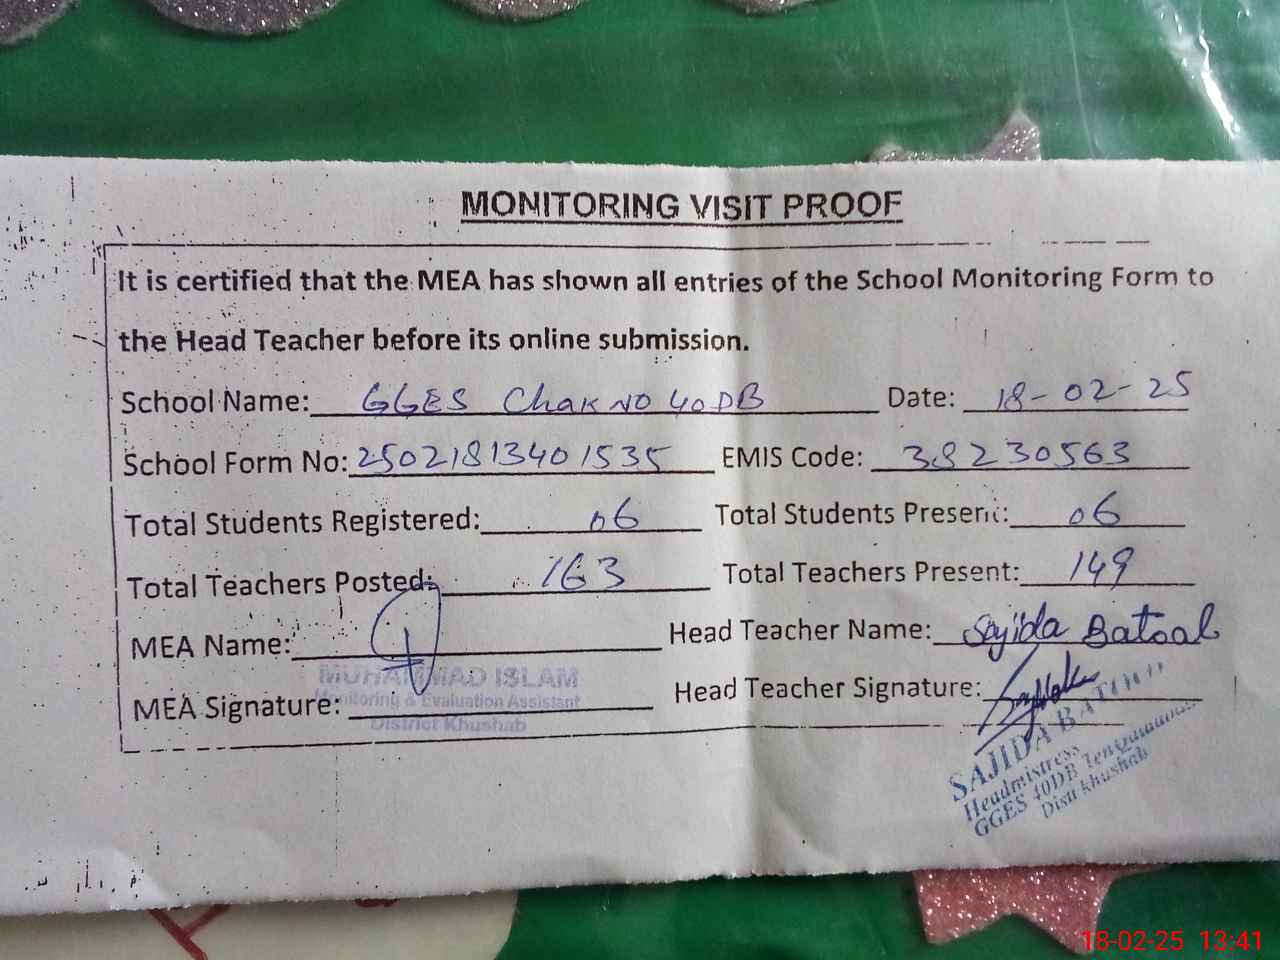 MONITORING VISIT PROOF
It is certified that the MEA has shown all entries of the School Monitoring Form to
the Head Teacher before its online submission.
School Name: GGES Chak NO 40DB Date: 18-02-25
School Form No: 25021813401535 EMIS Code: 38230563
Total Students Registered: 06 Total Students Present: 06
Total Teachers Posted: 163 Total Teachers Present: 149
MEA Name: Head Teacher Name: Sajida Batool
MUHAMMAD ISLAM
Monitoring & Evaluation Assistant
District Khushab
MEA Signature: Head Teacher Signature:
SAJIDA BATOOL
Headmistress
GGES 40DB
Distt khushab
18-02-25 13:41